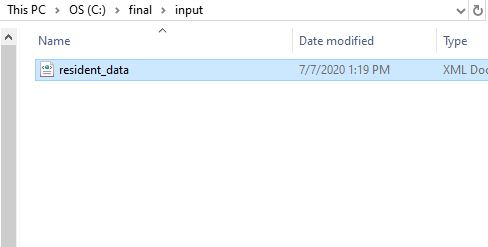 This PC > OS (C:) > final > input
Name Date modified Type
resident_data 7/7/2020 1:19 PM XML Doc